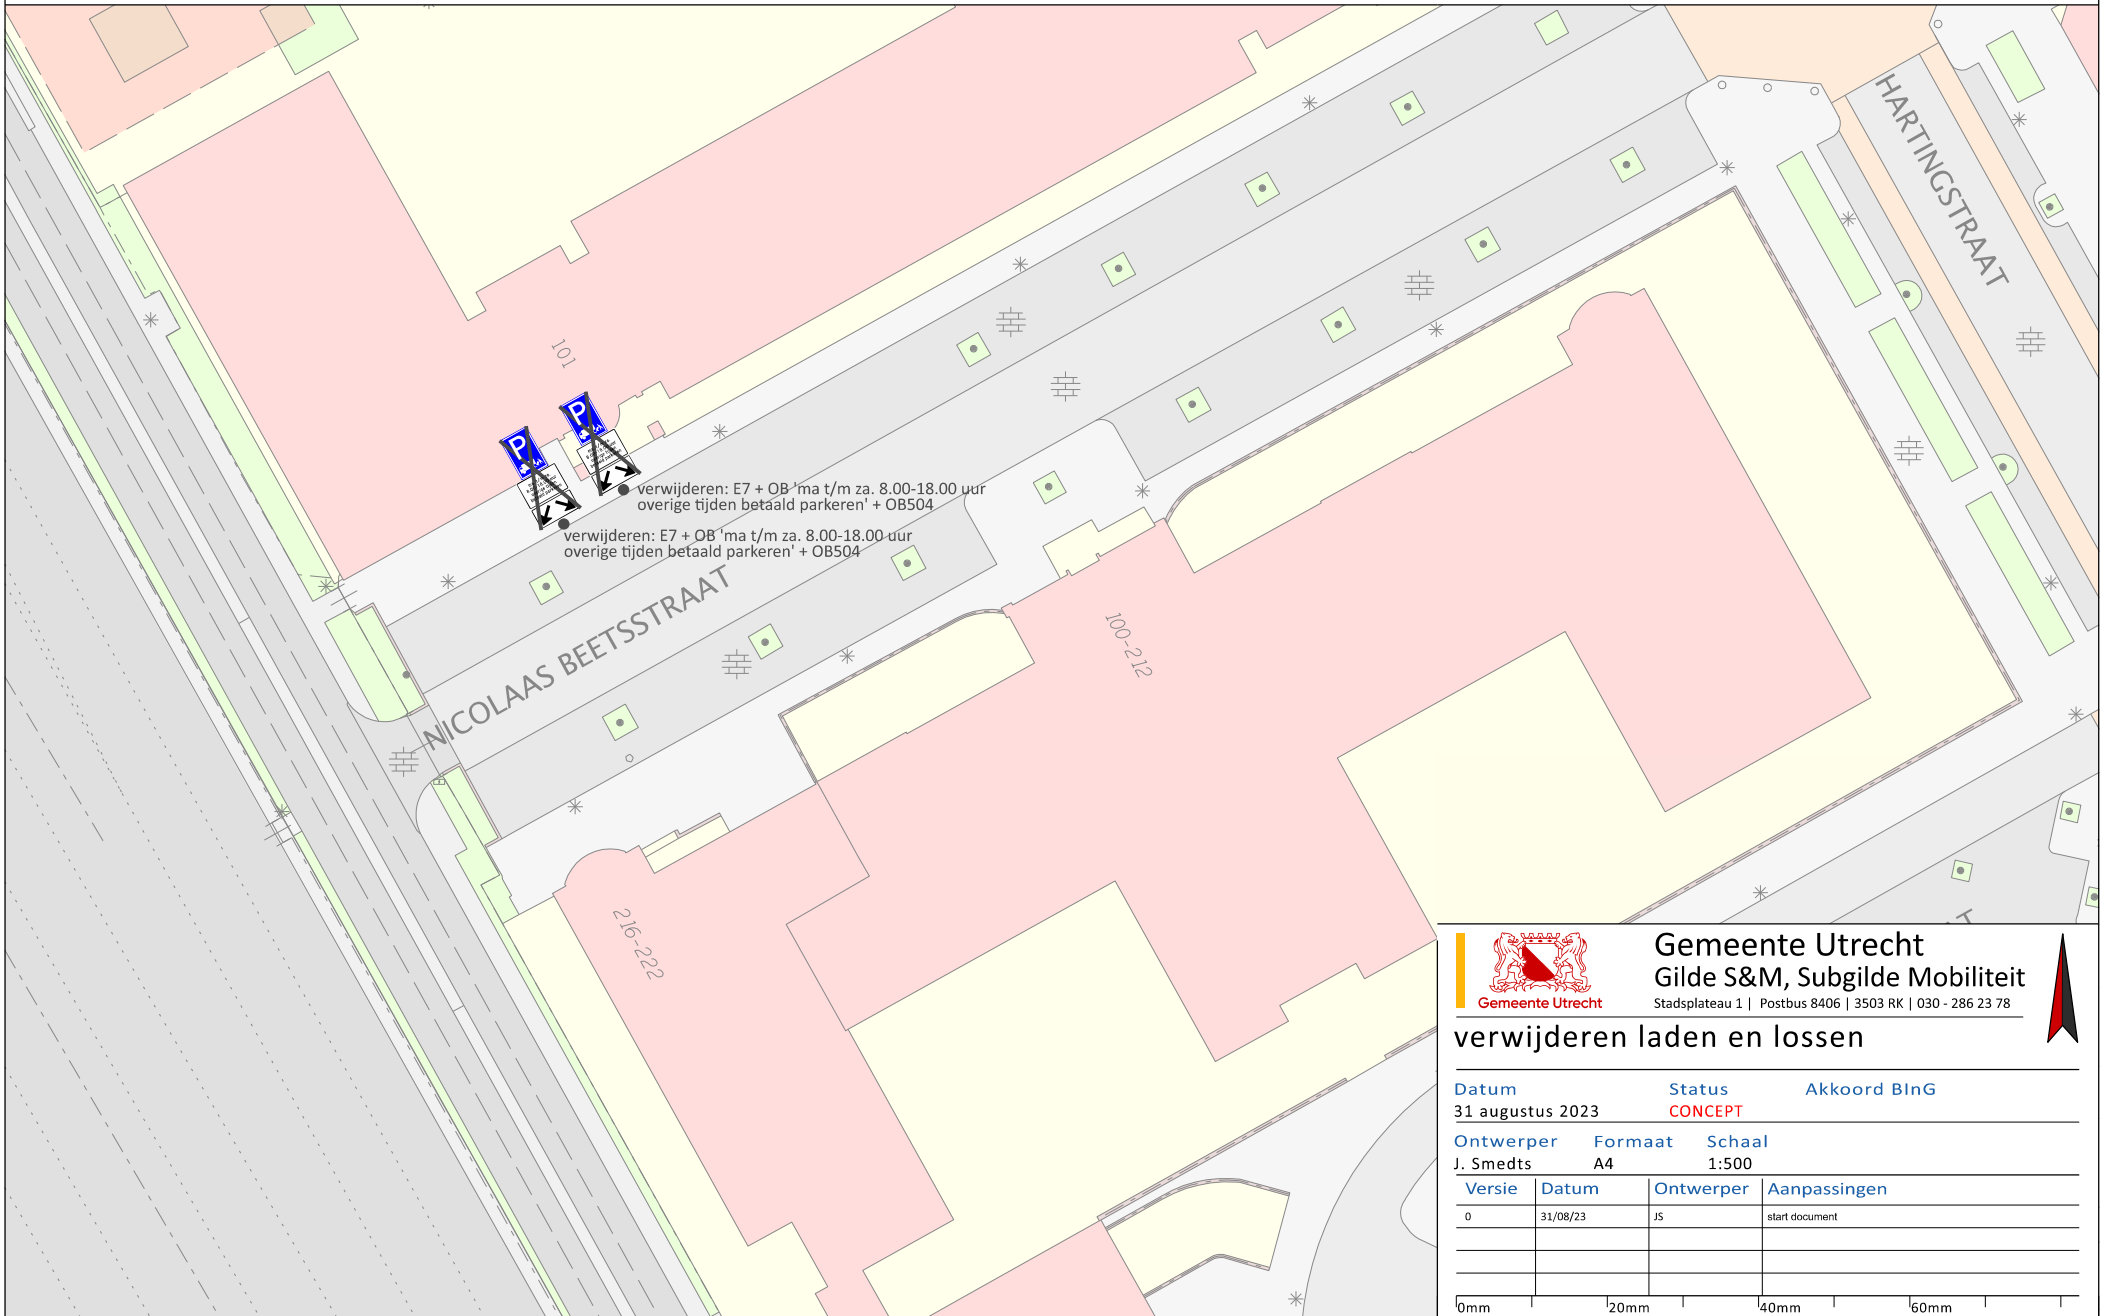 HARTINGSTRAAT
101
P
P
verwijderen: E7 + OB 'ma t/m za. 8.00-18.00 uur
overige tijden betaald parkeren' + OB504
verwijderen: E7 + OB 'ma t/m za. 8.00-18.00 uur
overige tijden betaald parkeren' + OB504
NICOLAAS BEETSSTRAAT
100-212
216-222
T
Gemeente Utrecht
Gemeente Utrecht
Gilde S&M, Subgilde Mobiliteit
Stadsplateau 1 | Postbus 8406 | 3503 RK | 030 - 286 23 78
verwijderen laden en lossen
Datum Status Akkoord BInG
31 augustus 2023 CONCEPT
Ontwerper Formaat Schaal
J. Smedts A4 1:500
Versie Datum Ontwerper Aanpassingen
0 31/08/23 JS start document
0mm 20mm 40mm 60mm